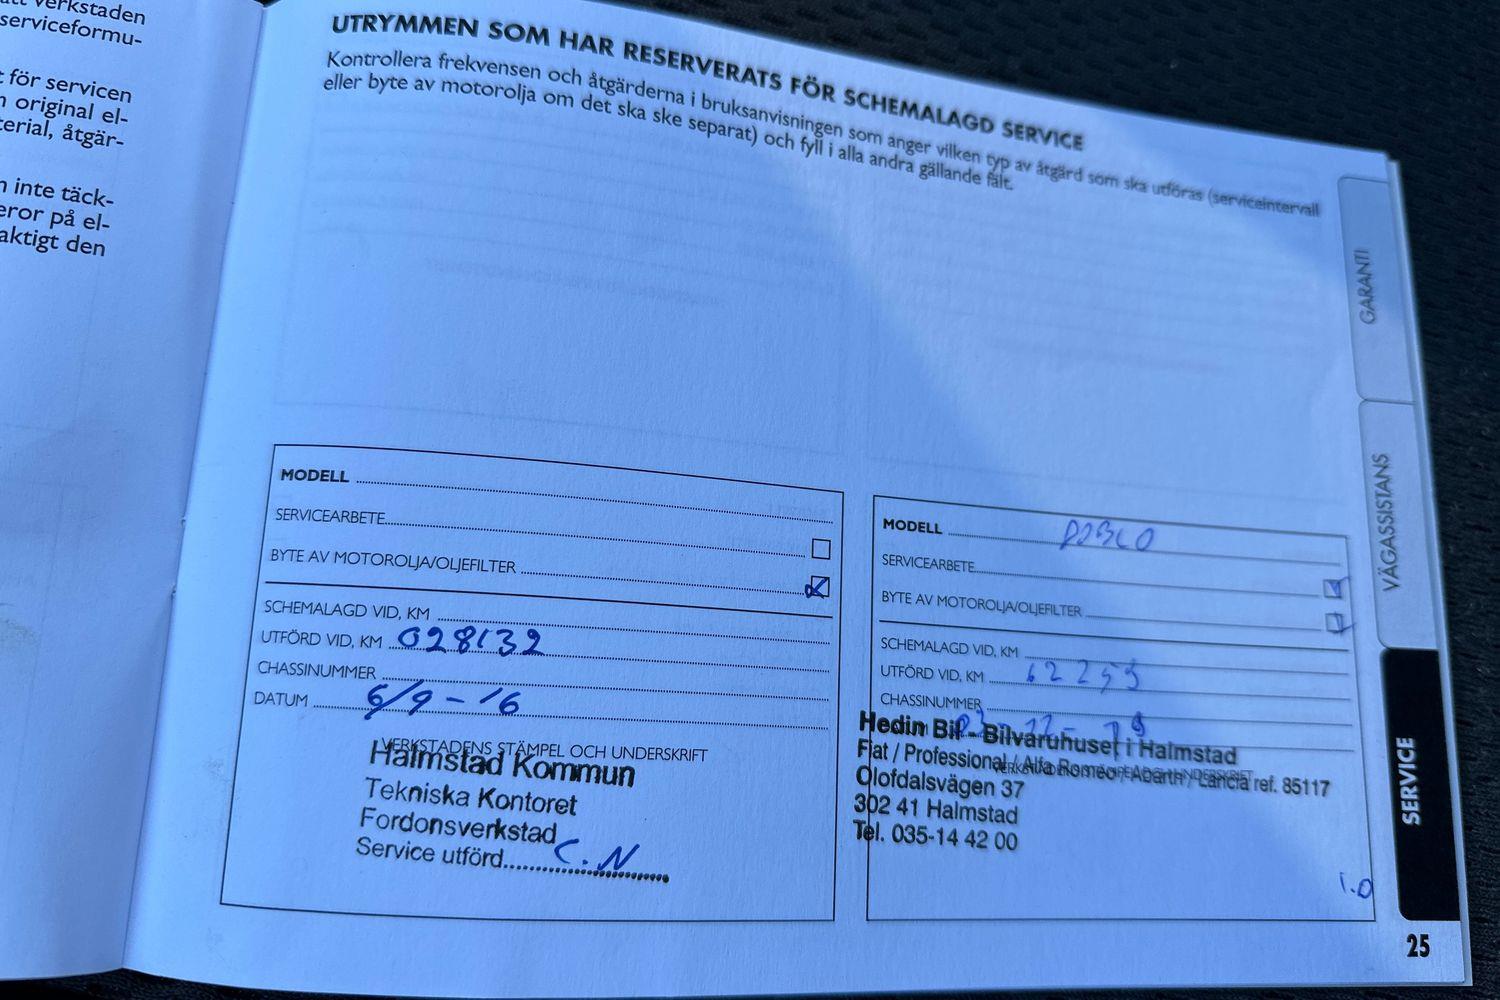 verkstaden
serviceformu-
för servicen
original el-
erial, åtgär-
inte täck-
eror på el-
aktigt den
UTRYMMEN SOM HAR RESERVERATS FÖR SCHEMALAGD SERVICE
Kontrollera frekvensen och åtgärderna i bruksanvisningen som anger vilken typ av åtgärd som ska utföras (serviceintervall
eller byte av motorolja om det ska ske separat) och fyll i alla andra gällande fält.
MODELL
SERVICEARBETE
BYTE AV MOTOROLJA/OLJEFILTER
SCHEMALAGD VID, KM
UTFÖRD VID, KM 028132
CHASSINUMMER
DATUM 6/9-16
VERKSTADENS STÄMPEL OCH UNDERSKRIFT
Halmstad Kommun
Tekniska Kontoret
Fordonsverkstad
Service utförd C.N
MODELL DOBLO
SERVICEARBETE
BYTE AV MOTOROLJA/OLJEFILTER
SCHEMALAGD VID, KM
UTFÖRD VID, KM
CHASSINUMMER
Hedin Bil - Bilvaruhuset i Halmstad
Fiat / Professional / Alfa Romeo / Abarth / Lancia ref. 85117
Olofdalsvägen 37
302 41 Halmstad
Tel. 035-14 42 00
I.O
GARANTI
VÄGASSISTANS
SERVICE
25